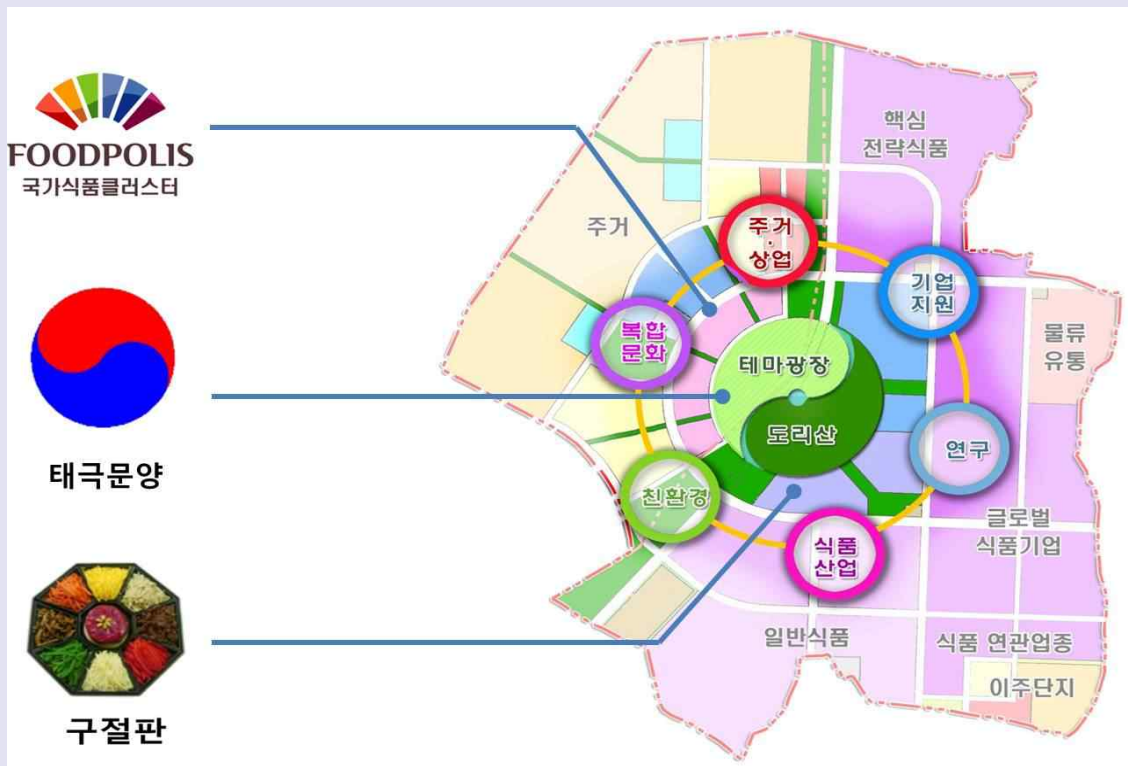 FOODPOLIS
국가식품클러스터
태극문양
구절판
핵심
전략식품
주거
주거
·
상업
기업
지원
복합
문화
물류
유통
테마광장
도리산
연구
친환경
글로벌
식품기업
식품
산업
일반식품
식품 연관업종
이주단지